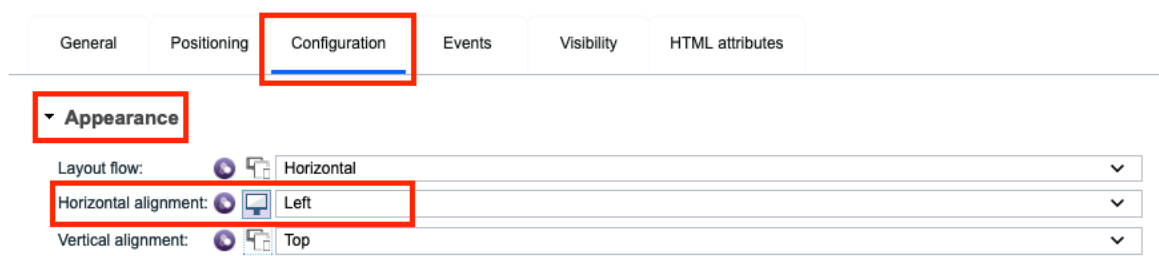 General Positioning Configuration Events Visibility HTML attributes
Appearance
Layout flow: Horizontal
Horizontal alignment: Left
Vertical alignment: Top